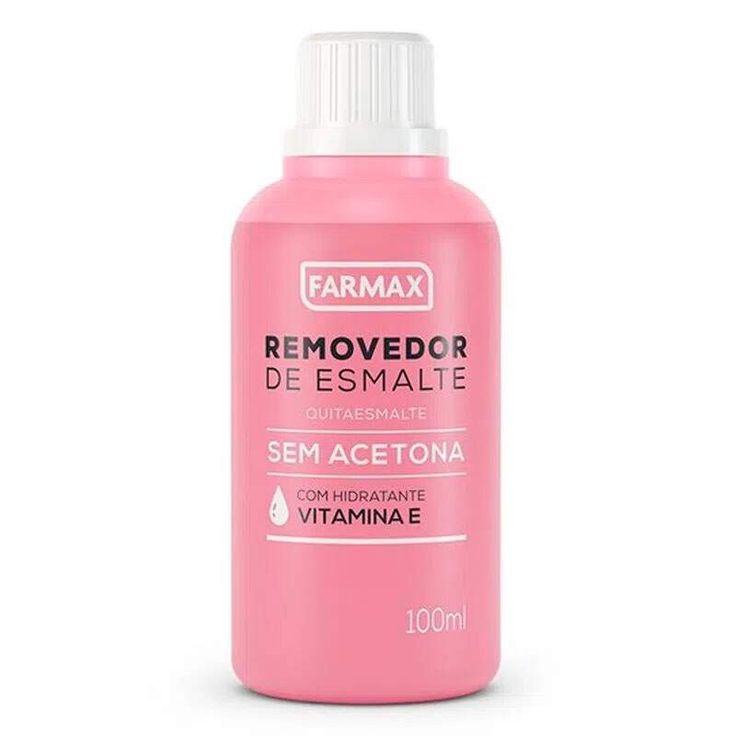 FARMAX
REMOVEDOR
DE ESMALTE
QUITAESMALTE
SEM ACETONA
COM HIDRATANTE
VITAMINA E
100ml